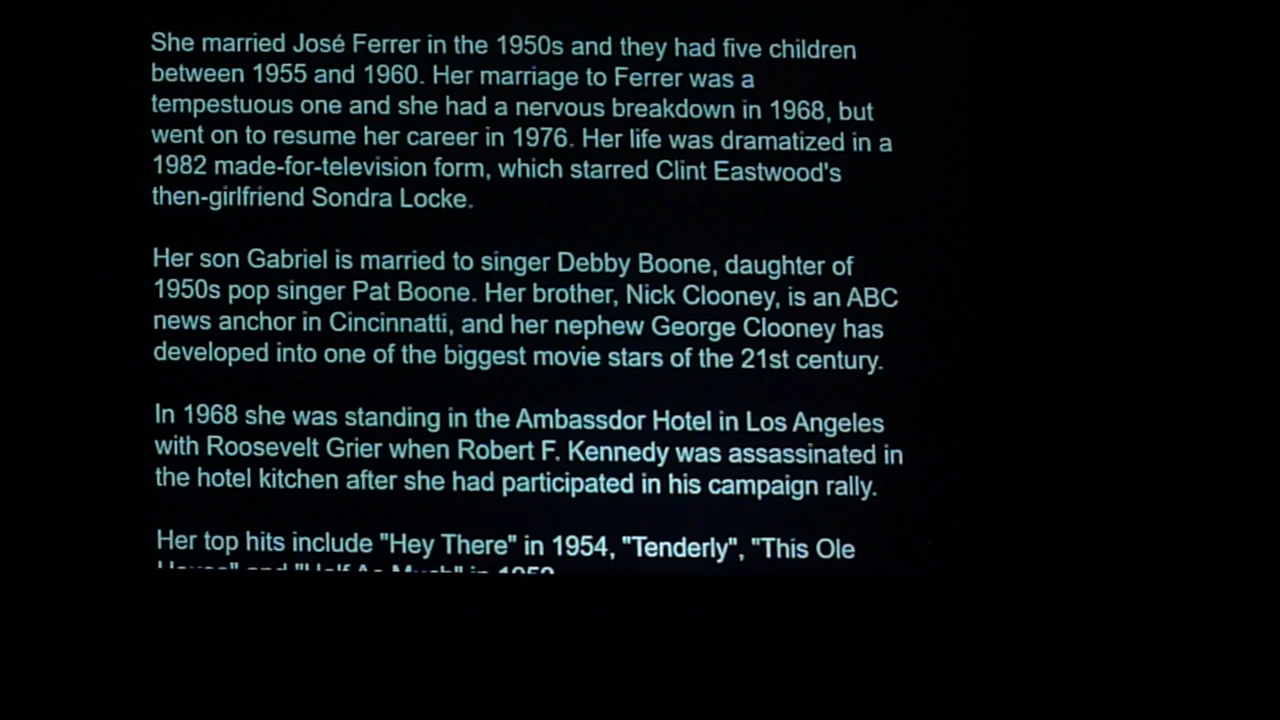 She married José Ferrer in the 1950s and they had five children
between 1955 and 1960. Her marriage to Ferrer was a
tempestuous one and she had a nervous breakdown in 1968, but
went on to resume her career in 1976. Her life was dramatized in a
1982 made-for-television form, which starred Clint Eastwood's
then-girlfriend Sondra Locke.
Her son Gabriel is married to singer Debby Boone, daughter of
1950s pop singer Pat Boone. Her brother, Nick Clooney, is an ABC
news anchor in Cincinnatti, and her nephew George Clooney has
developed into one of the biggest movie stars of the 21st century.
In 1968 she was standing in the Ambassdor Hotel in Los Angeles
with Roosevelt Grier when Robert F. Kennedy was assassinated in
the hotel kitchen after she had participated in his campaign rally.
Her top hits include "Hey There" in 1954, "Tenderly", "This Ole
House" and "Half As Much" in